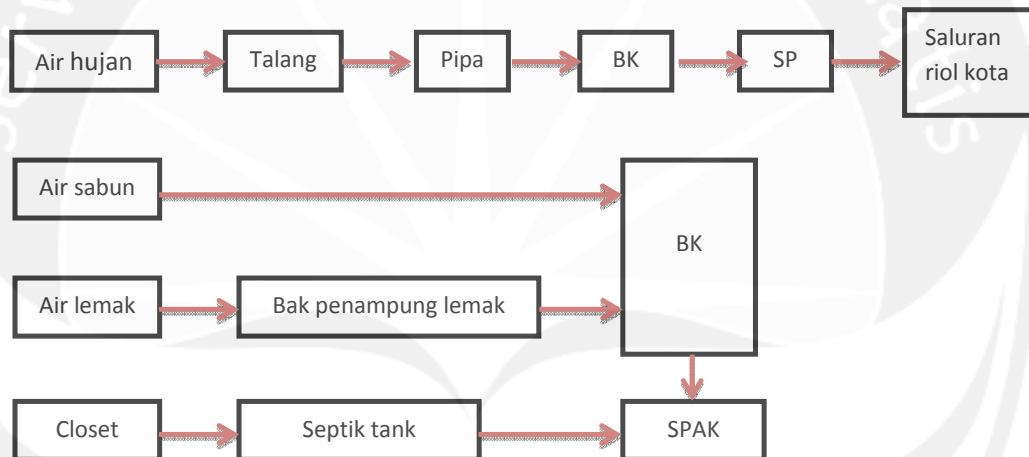 Air hujan
Talang
Pipa
BK
SP
Saluran
riol kota
Air sabun
BK
Air lemak
Bak penampung lemak
Closet
Septik tank
SPAK